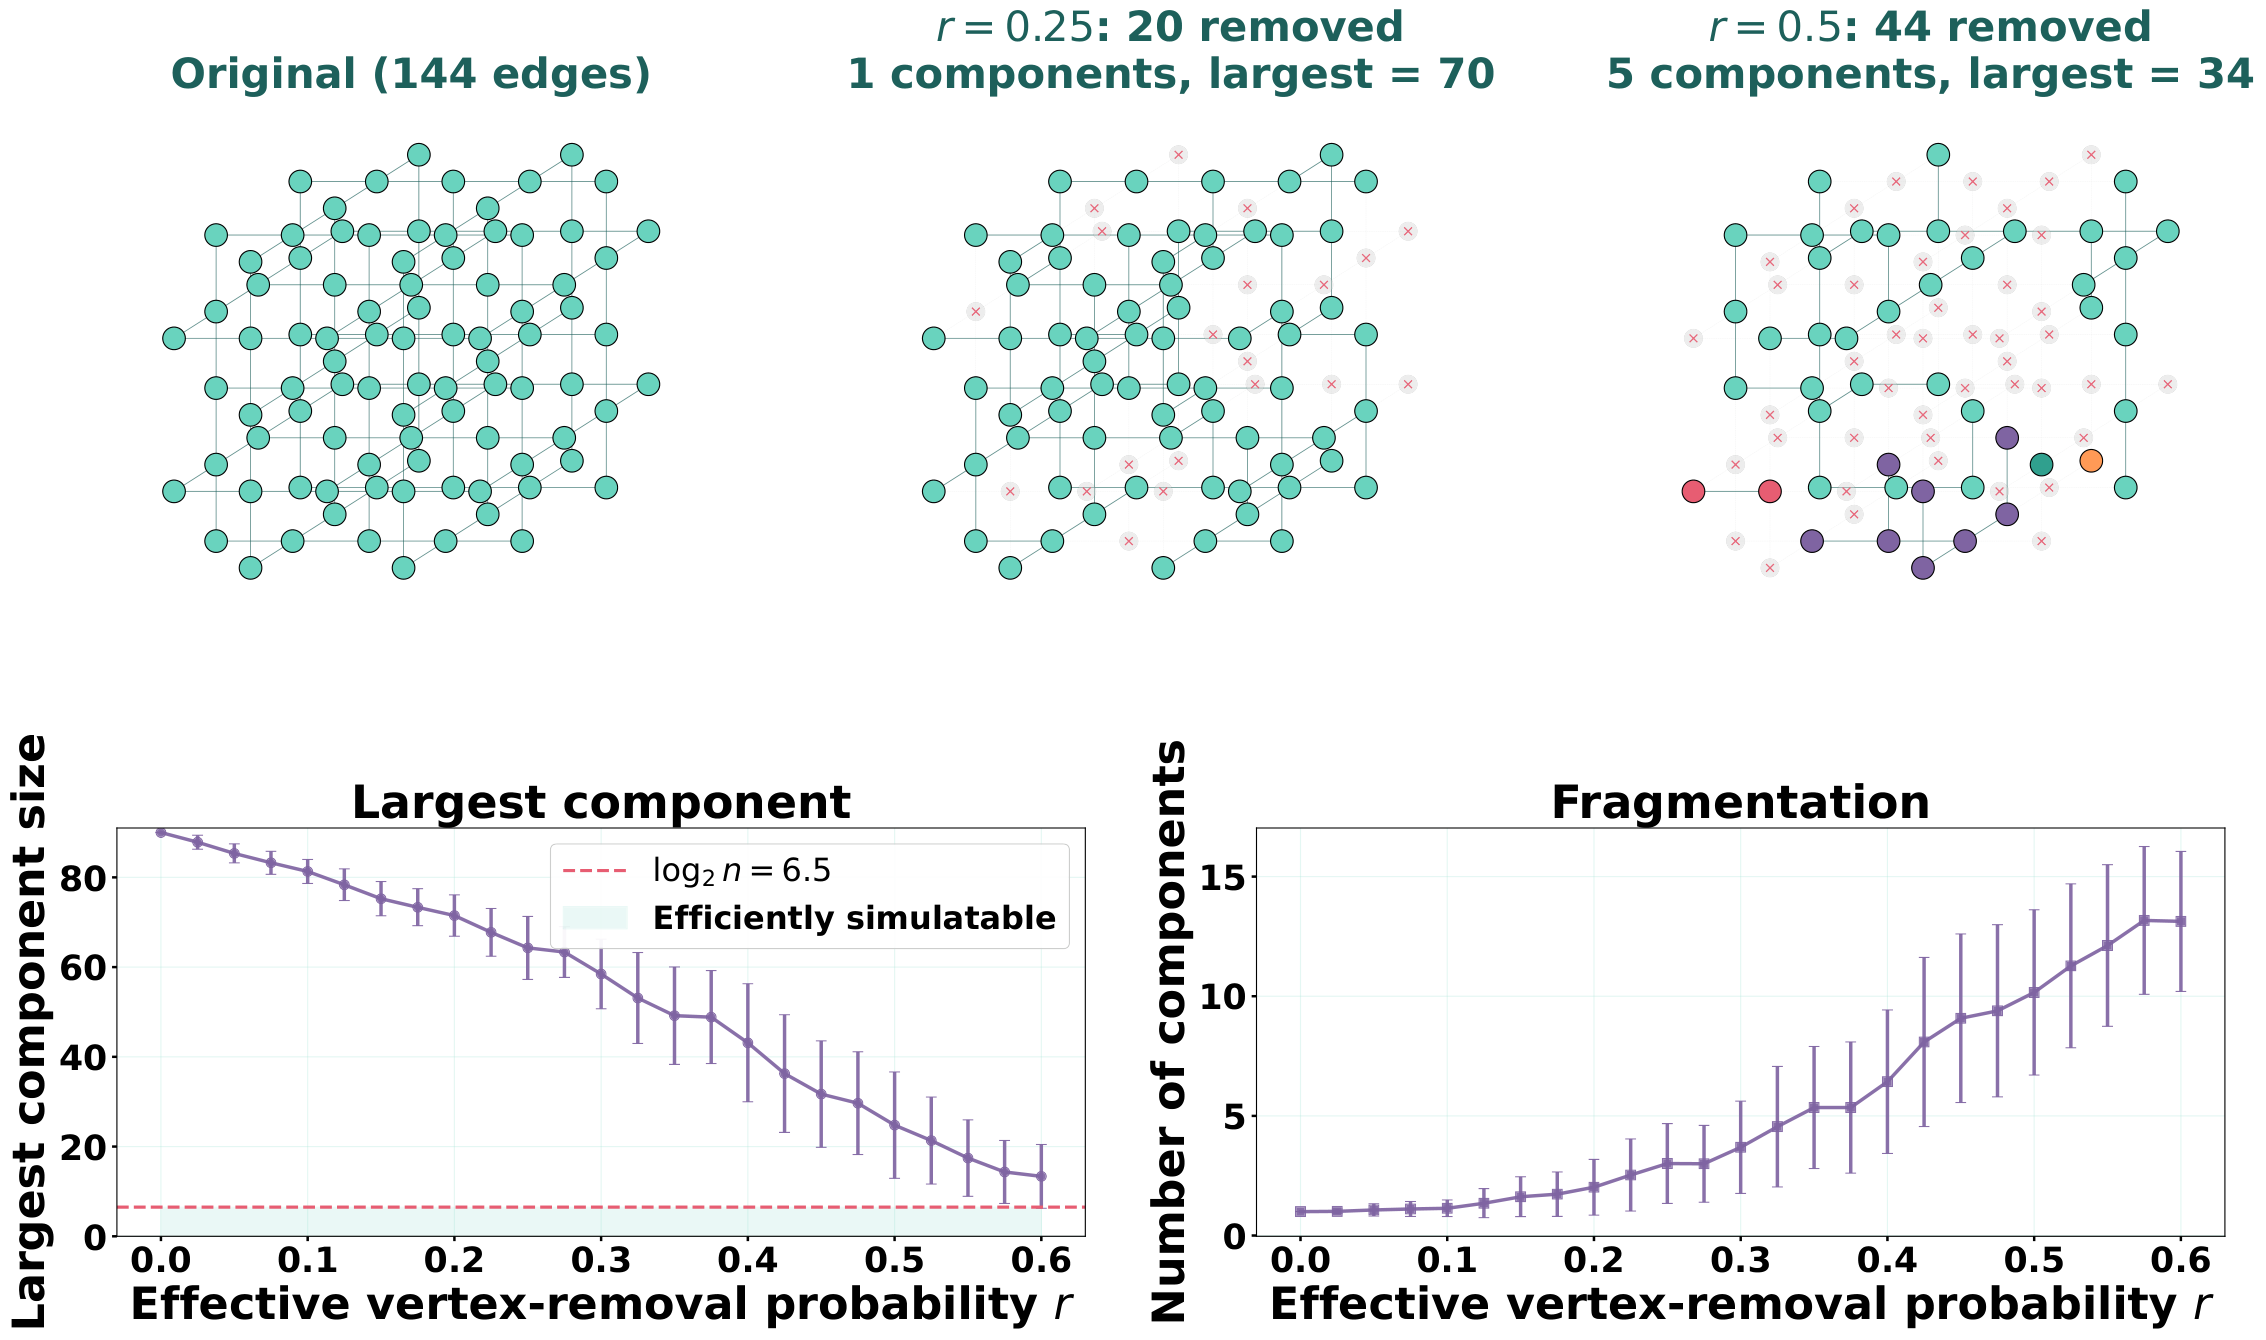 Original (144 edges)
r = 0.25: 20 removed
1 components, largest = 70
r = 0.5: 44 removed
5 components, largest = 34
Largest component
Largest component size
80
60
40
20
0
log₂ n = 6.5
Efficiently simulatable
0.0 0.1 0.2 0.3 0.4 0.5 0.6
Effective vertex-removal probability r
Fragmentation
Number of components
15
10
5
0
0.0 0.1 0.2 0.3 0.4 0.5 0.6
Effective vertex-removal probability r